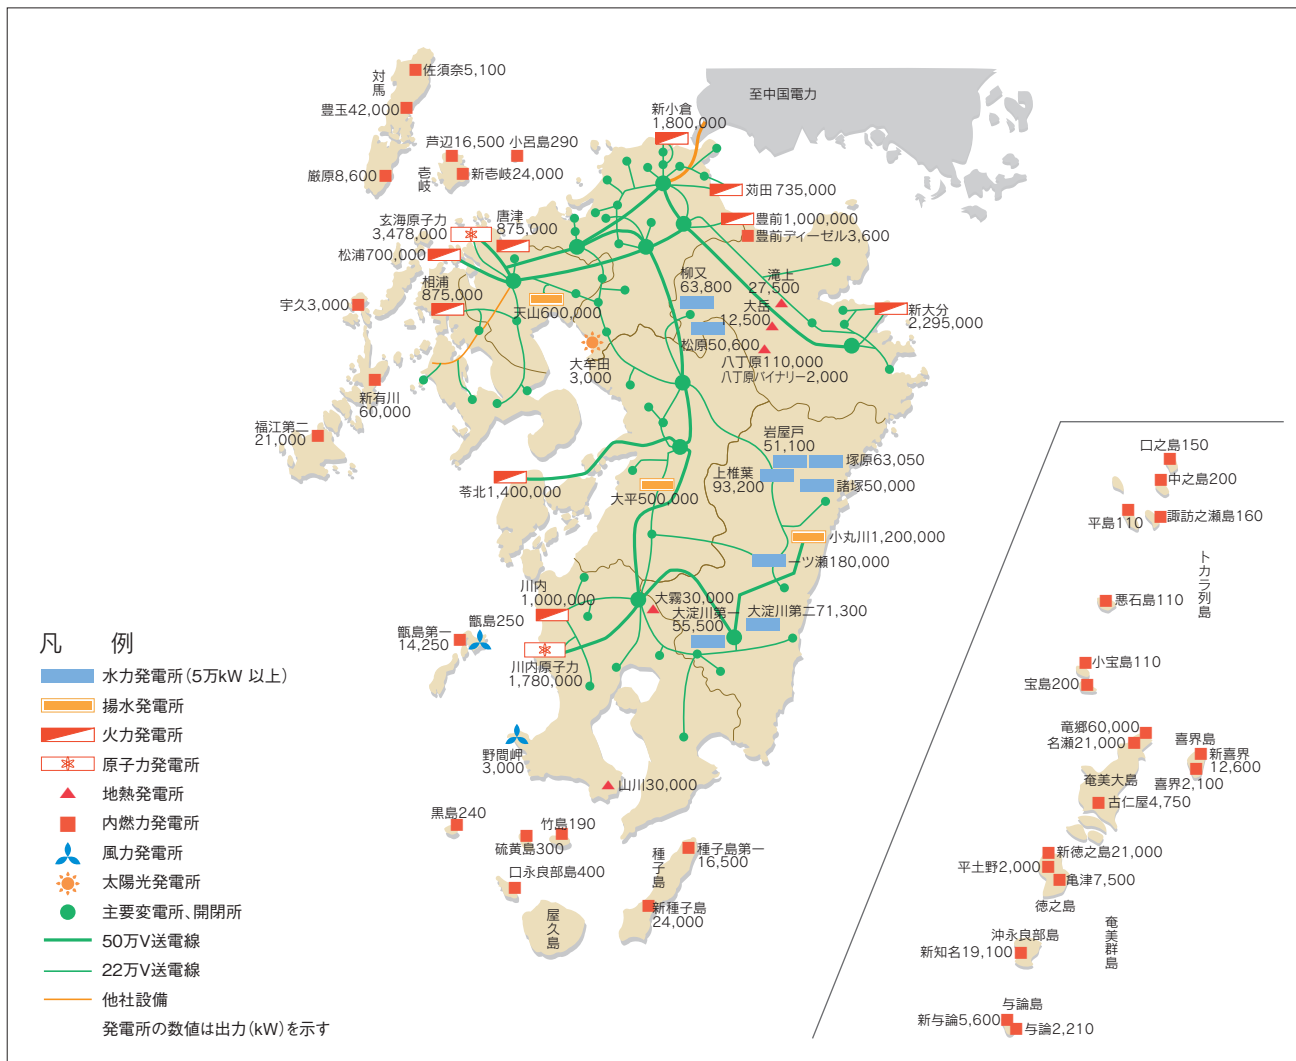 対馬
佐須奈5,100
豊玉42,000
厳原8,600
芦辺16,500
小呂島290
壱岐
新壱岐24,000
至中国電力
新小倉
1,800,000
苅田 735,000
豊前1,000,000
豊前ディーゼル3,600
玄海原子力
3,478,000
唐津
875,000
松浦700,000
相浦
875,000
天山600,000
宇久3,000
新有川
60,000
福江第二
21,000
大牟田
3,000
柳又
63,800
松原50,600
滝上
27,500
大岳
12,500
八丁原110,000
八丁原バイナリー2,000
新大分
2,295,000
苓北1,400,000
大平500,000
岩屋戸
51,100
塚原63,050
上椎葉
93,200
諸塚50,000
小丸川1,200,000
一ツ瀬180,000
川内
1,000,000
大霧30,000
大淀川第一
55,500
大淀川第二71,300
川内原子力
1,780,000
甑島250
甑島第一
14,250
野間岬
3,000
山川30,000
黒島240
硫黄島300
竹島190
口永良部島400
屋久島
種子島
種子島第一
16,500
新種子島
24,000
口之島150
中之島200
平島110
諏訪之瀬島160
トカラ列島
悪石島110
小宝島110
宝島200
竜郷60,000
名瀬21,000
奄美大島
古仁屋4,750
喜界島
新喜界
12,600
喜界2,100
新徳之島21,000
平土野2,000
亀津7,500
徳之島
奄美群島
沖永良部島
新知名19,100
与論島
新与論5,600
与論2,210
凡 例
水力発電所(5万kW 以上)
揚水発電所
火力発電所
原子力発電所
地熱発電所
内燃力発電所
風力発電所
太陽光発電所
主要変電所、開閉所
50万V送電線
22万V送電線
他社設備
発電所の数値は出力(kW)を示す